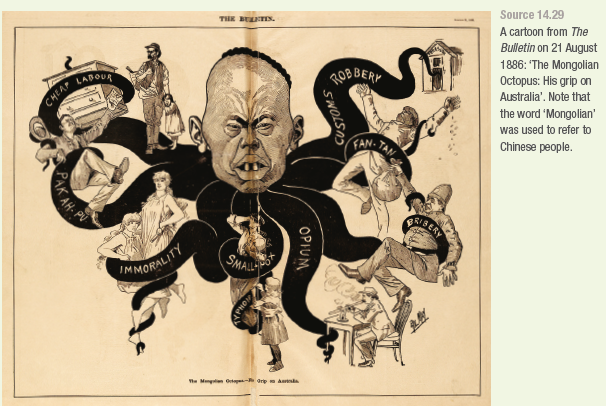 THE BULLETIN.
CHEAP LABOUR
PAK-AH-PU
IMMORALITY
SMALL POX
TYPHOID
OPIUM
CUSTOMS ROBBERY
FAN-TAN
BRIBERY
The Mongolian Octopus—His Grip on Australia.
Source 14.29
A cartoon from The
Bulletin on 21 August
1886: ‘The Mongolian
Octopus: His grip on
Australia’. Note that
the word ‘Mongolian’
was used to refer to
Chinese people.